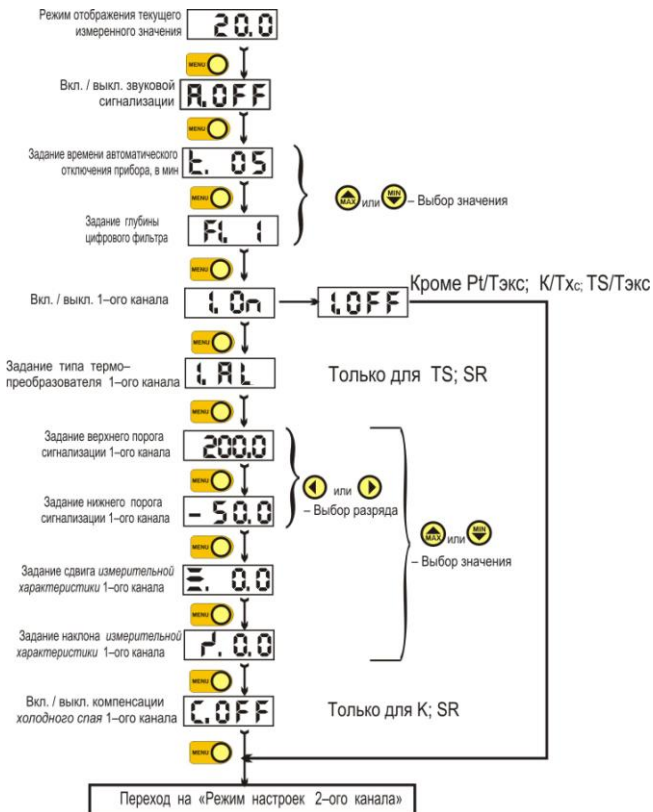 Режим отображения текущего
измеренного значения
20.0
MENU
Вкл. / выкл. звуковой
сигнализации
A.OFF
MENU
Задание времени автоматического
отключения прибора, в мин
t. 05
MENU
MAX или MIN – Выбор значения
Задание глубины
цифрового фильтра
FI. 1
MENU
Вкл. / выкл. 1–ого канала
1. On
1.OFF
Кроме Pt/Тэкс; К/Тхс; TS/Тэкс
MENU
Задание типа термо–
преобразователя 1–ого канала
1. AL
Только для TS; SR
MENU
Задание верхнего порога
сигнализации 1–ого канала
200.0
MENU
или
– Выбор разряда
Задание нижнего порога
сигнализации 1–ого канала
- 50.0
MAX или MIN
– Выбор значения
MENU
Задание сдвига измерительной
характеристики 1–ого канала
0.0
MENU
Задание наклона измерительной
характеристики 1–ого канала
0.0
MENU
Вкл. / выкл. компенсации
холодного спая 1–ого канала
C.OFF
Только для K; SR
MENU
Переход на «Режим настроек 2–ого канала»